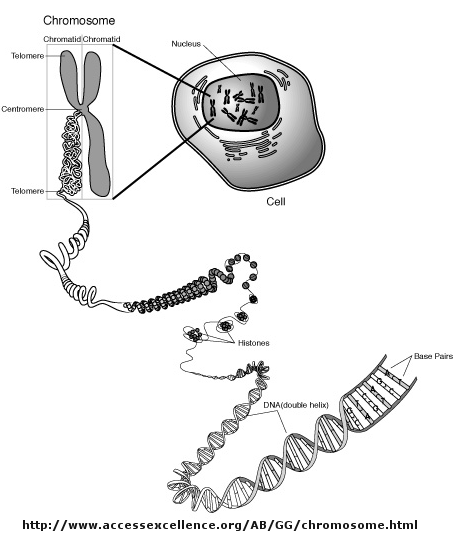 Chromosome
Chromatid Chromatid
Nucleus
Telomere
Centromere
Telomere
Cell
Histones
Base Pairs
DNA(double helix)
http://www.accessexcellence.org/AB/GG/chromosome.html